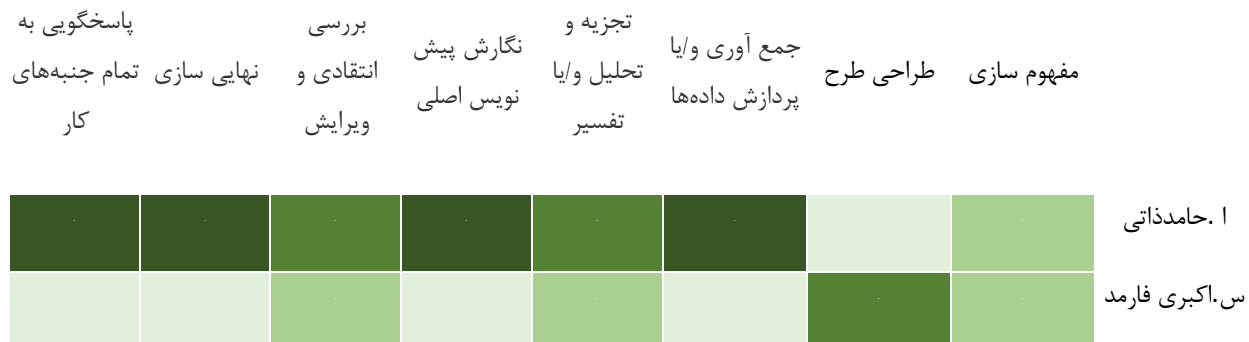 مفهوم سازی
طراحی طرح
جمع آوری و/یا
پردازش داده‌ها
تجزیه و
تحلیل و/یا
تفسیر
نگارش پیش
نویس اصلی
بررسی
انتقادی و
ویرایش
نهایی سازی
پاسخگویی به
تمام جنبه‌های
کار
ا .حامدذاتی
س.اکبری فارمد